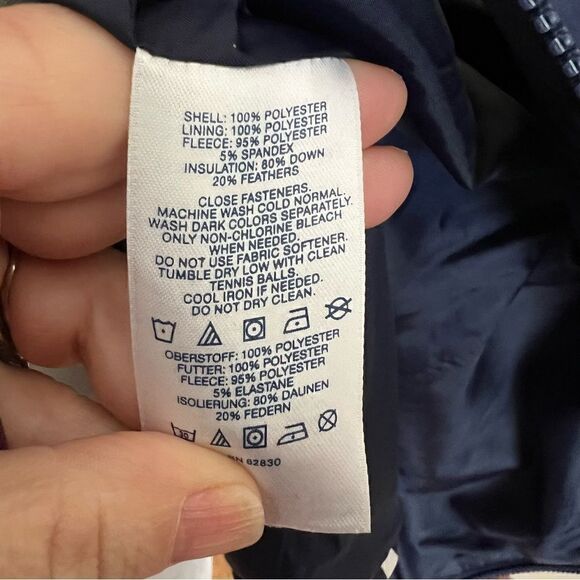 SHELL: 100% POLYESTER
LINING: 100% POLYESTER
FLEECE: 95% POLYESTER
5% SPANDEX
INSULATION: 80% DOWN
20% FEATHERS
CLOSE FASTENERS.
MACHINE WASH COLD NORMAL.
WASH DARK COLORS SEPARATELY.
ONLY NON-CHLORINE BLEACH
WHEN NEEDED.
DO NOT USE FABRIC SOFTENER.
TUMBLE DRY LOW WITH CLEAN
TENNIS BALLS.
COOL IRON IF NEEDED.
DO NOT DRY CLEAN.
OBERSTOFF: 100% POLYESTER
FUTTER: 100% POLYESTER
FLEECE: 95% POLYESTER
5% ELASTANE
ISOLIERUNG: 80% DAUNEN
20% FEDERN
30
62830